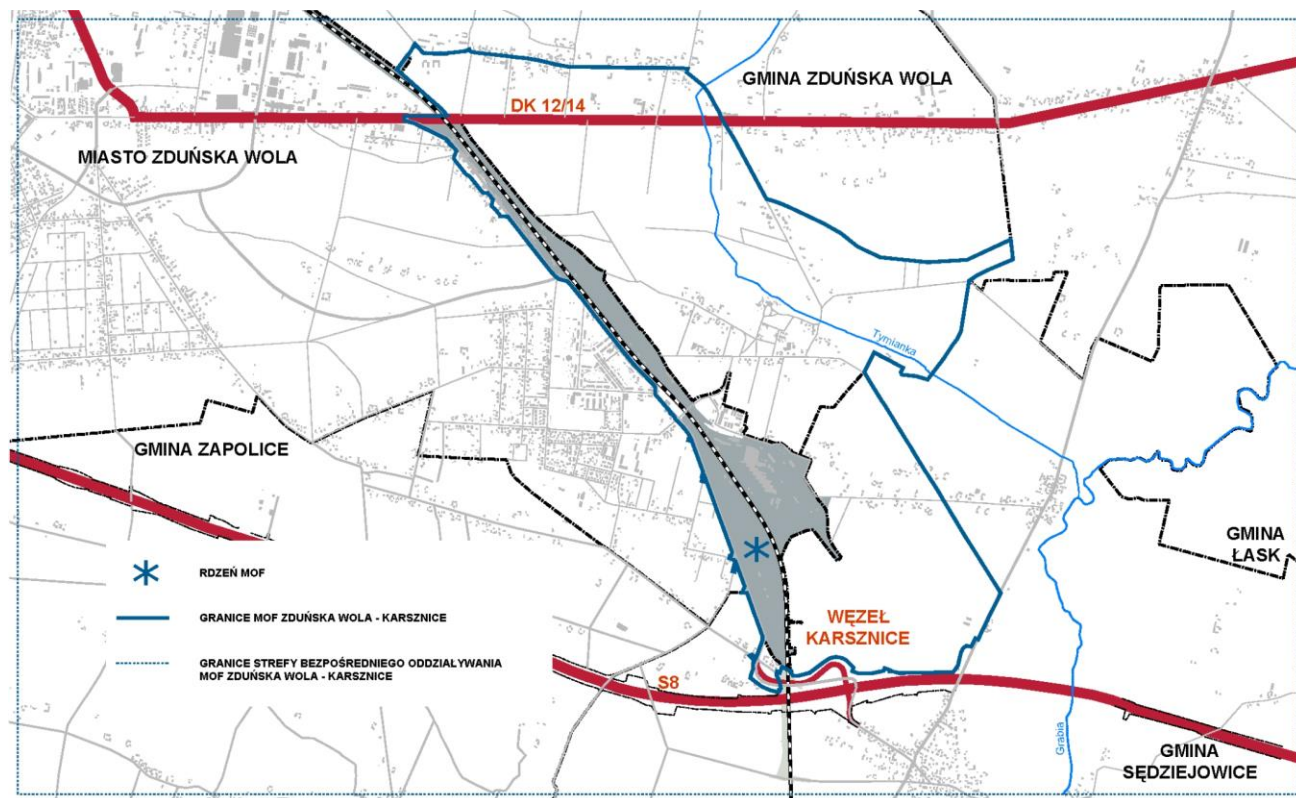 GMINA ZDUŃSKA WOLA
DK 12/14
MIASTO ZDUŃSKA WOLA
Tymianka
GMINA ZAPOLICE
GMINA
ŁASK
RDZEŃ MOF
GRANICE MOF ZDUŃSKA WOLA - KARSZNICE
WĘZEŁ
KARSZNICE
GRANICE STREFY BEZPOŚREDNIEGO ODDZIAŁYWANIA
MOF ZDUŃSKA WOLA - KARSZNICE
S8
Grabia
GMINA
SĘDZIEJOWICE